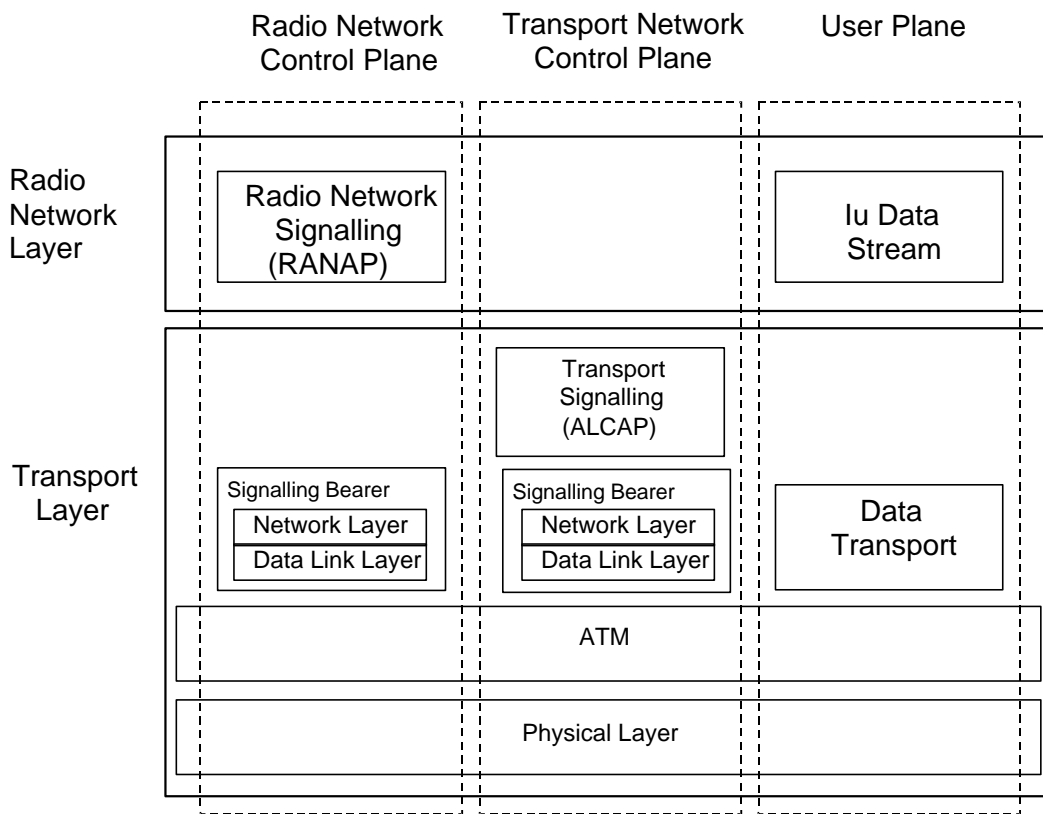 Radio Network
Control Plane
Transport Network
Control Plane
User Plane
Radio
Network
Layer
Radio Network
Signalling
(RANAP)
Iu Data
Stream
Transport
Layer
Transport
Signalling
(ALCAP)
Signalling Bearer
Network Layer
Data Link Layer
Signalling Bearer
Network Layer
Data Link Layer
Data
Transport
ATM
Physical Layer